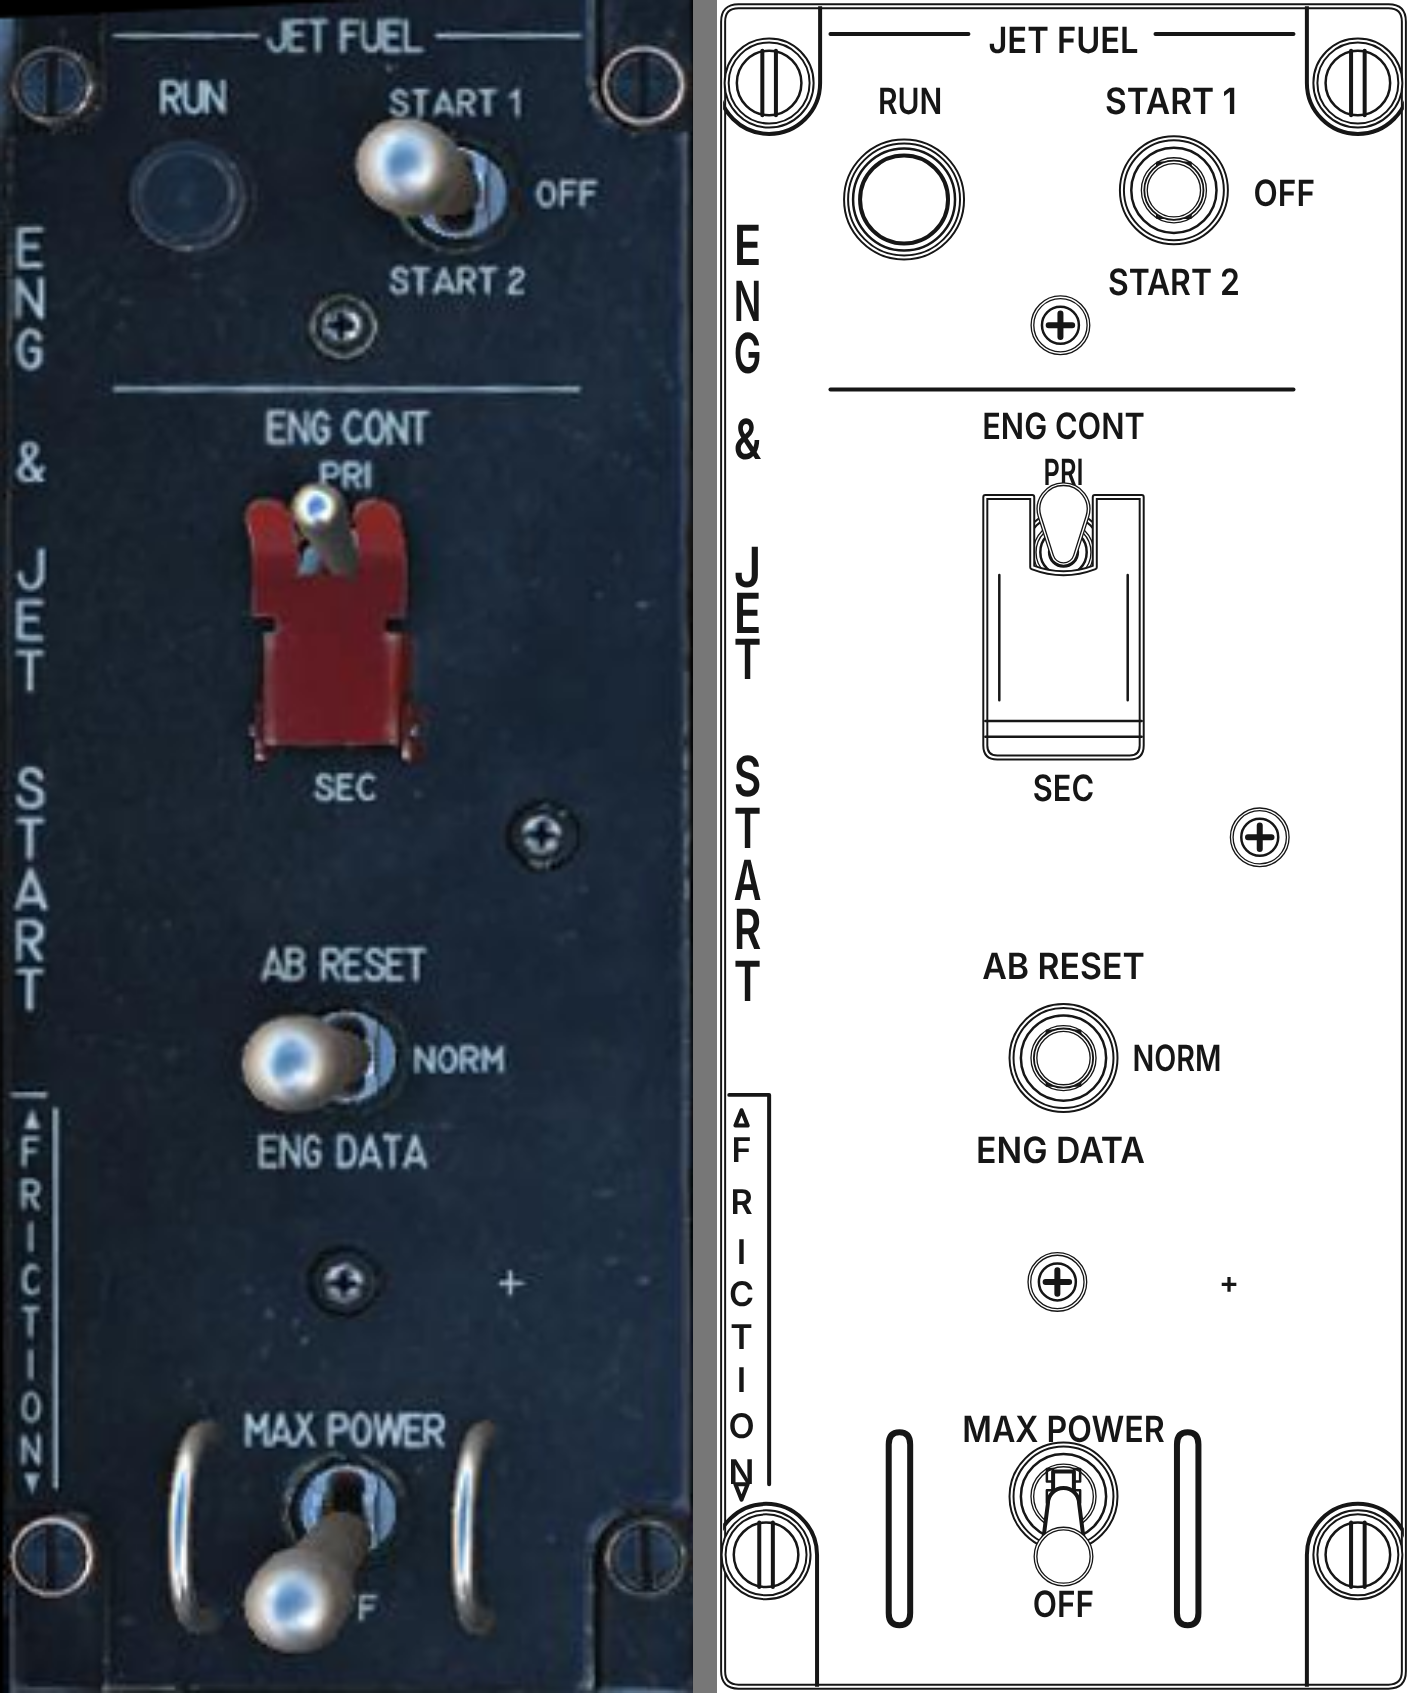 JET FUEL
RUN
START 1
OFF
START 2
ENG & JET START
ENG CONT
PRI
SEC
AB RESET
NORM
ENG DATA
FRICTION
+
MAX POWER
F
JET FUEL
RUN
START 1
OFF
START 2
ENG & JET START
ENG CONT
PRI
SEC
AB RESET
NORM
ENG DATA
FRICTION
+
MAX POWER
OFF